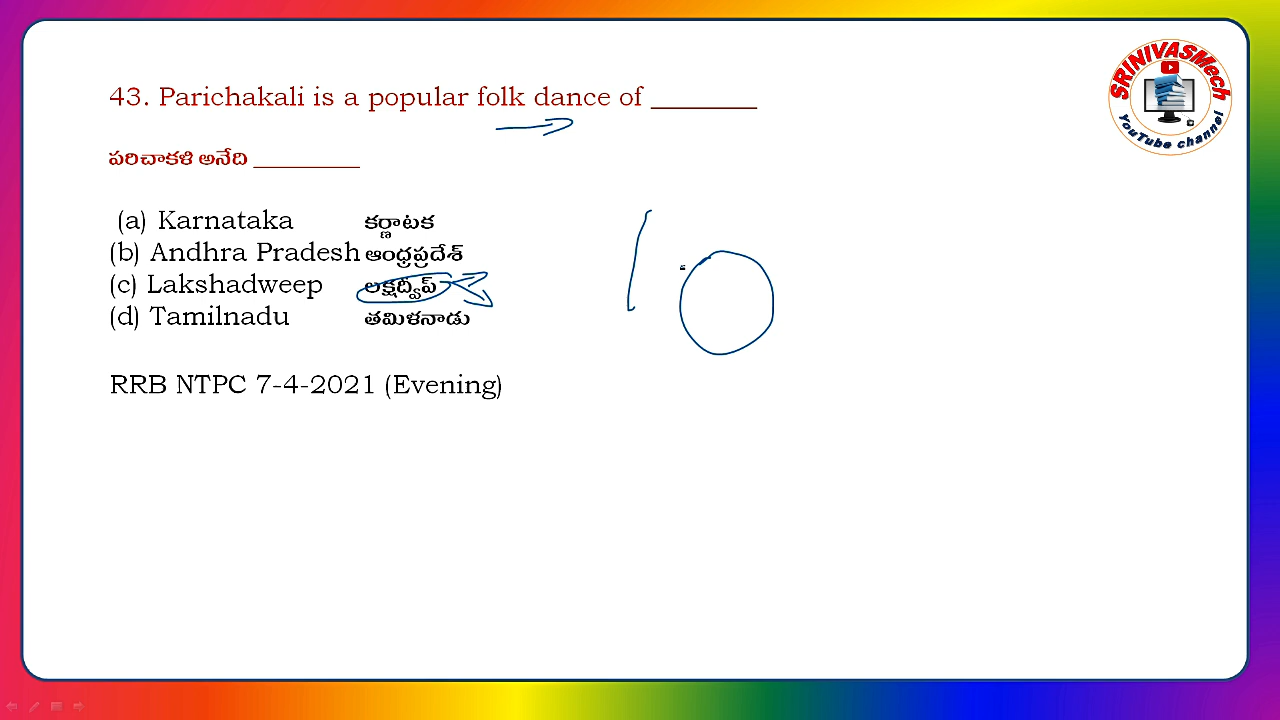 SRINIVASMech
YouTube channel
43. Parichakali is a popular folk dance of ________
పరిచాకళి అనేది __________
(a) Karnataka కర్ణాటక
(b) Andhra Pradesh ఆంధ్రప్రదేశ్
(c) Lakshadweep లక్షద్వీప్
(d) Tamilnadu తమిళనాడు
RRB NTPC 7-4-2021 (Evening)